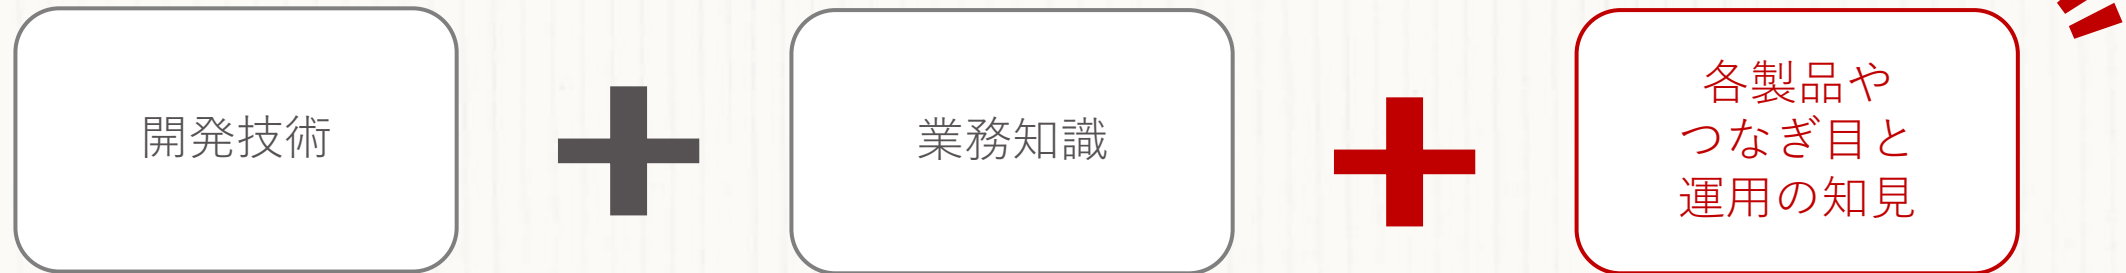 開発技術
業務知識
各製品や
つなぎ目と
運用の知見